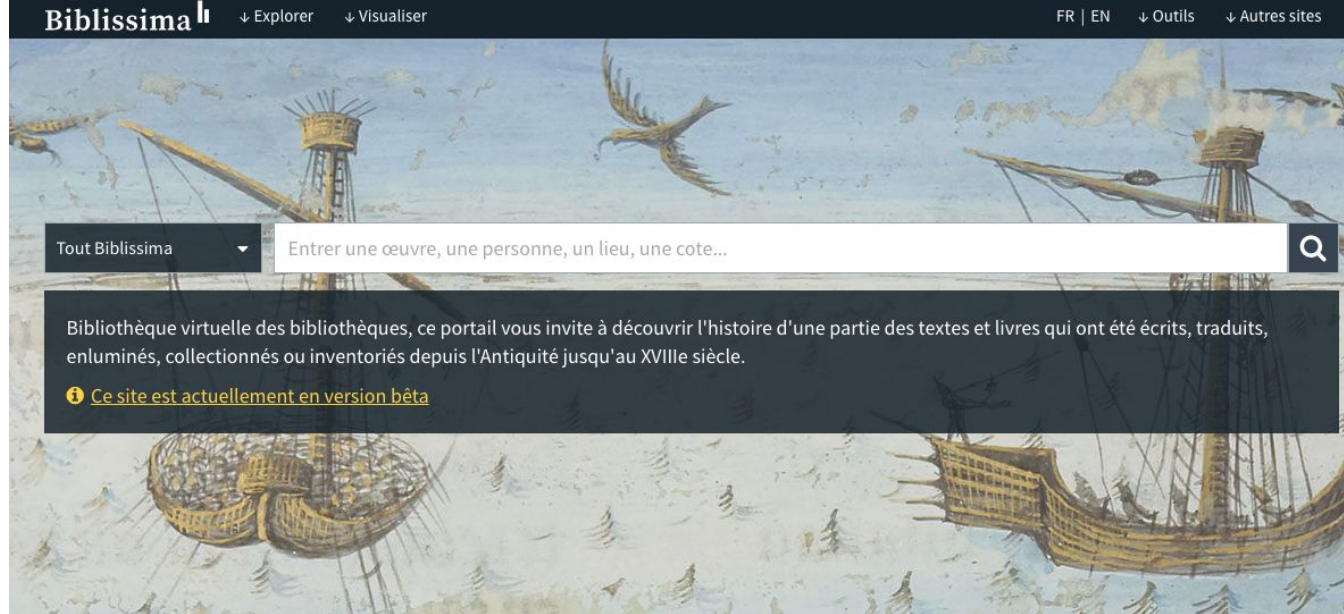 Biblissima ↓ Explorer ↓ Visualiser FR | EN ↓ Outils ↓ Autres sites
Tout Biblissima Entrer une œuvre, une personne, un lieu, une cote...
Bibliothèque virtuelle des bibliothèques, ce portail vous invite à découvrir l'histoire d'une partie des textes et livres qui ont été écrits, traduits,
enluminés, collectionnés ou inventoriés depuis l'Antiquité jusqu'au XVIIIe siècle.
Ce site est actuellement en version bêta